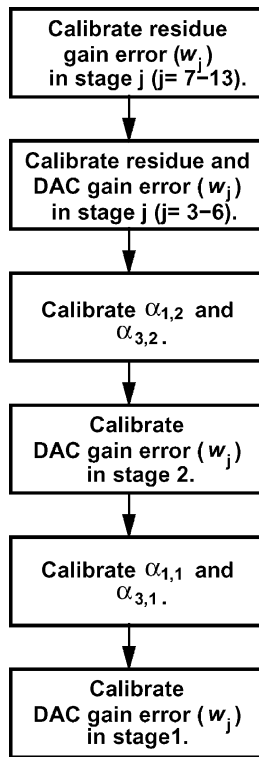 Calibrate residue
gain error (wj)
in stage j (j= 7−13).
Calibrate residue and
DAC gain error (wj)
in stage j (j= 3−6).
Calibrate α1,2 and
α3,2.
Calibrate
DAC gain error (wj)
in stage 2.
Calibrate α1,1 and
α3,1.
Calibrate
DAC gain error (wj)
in stage1.